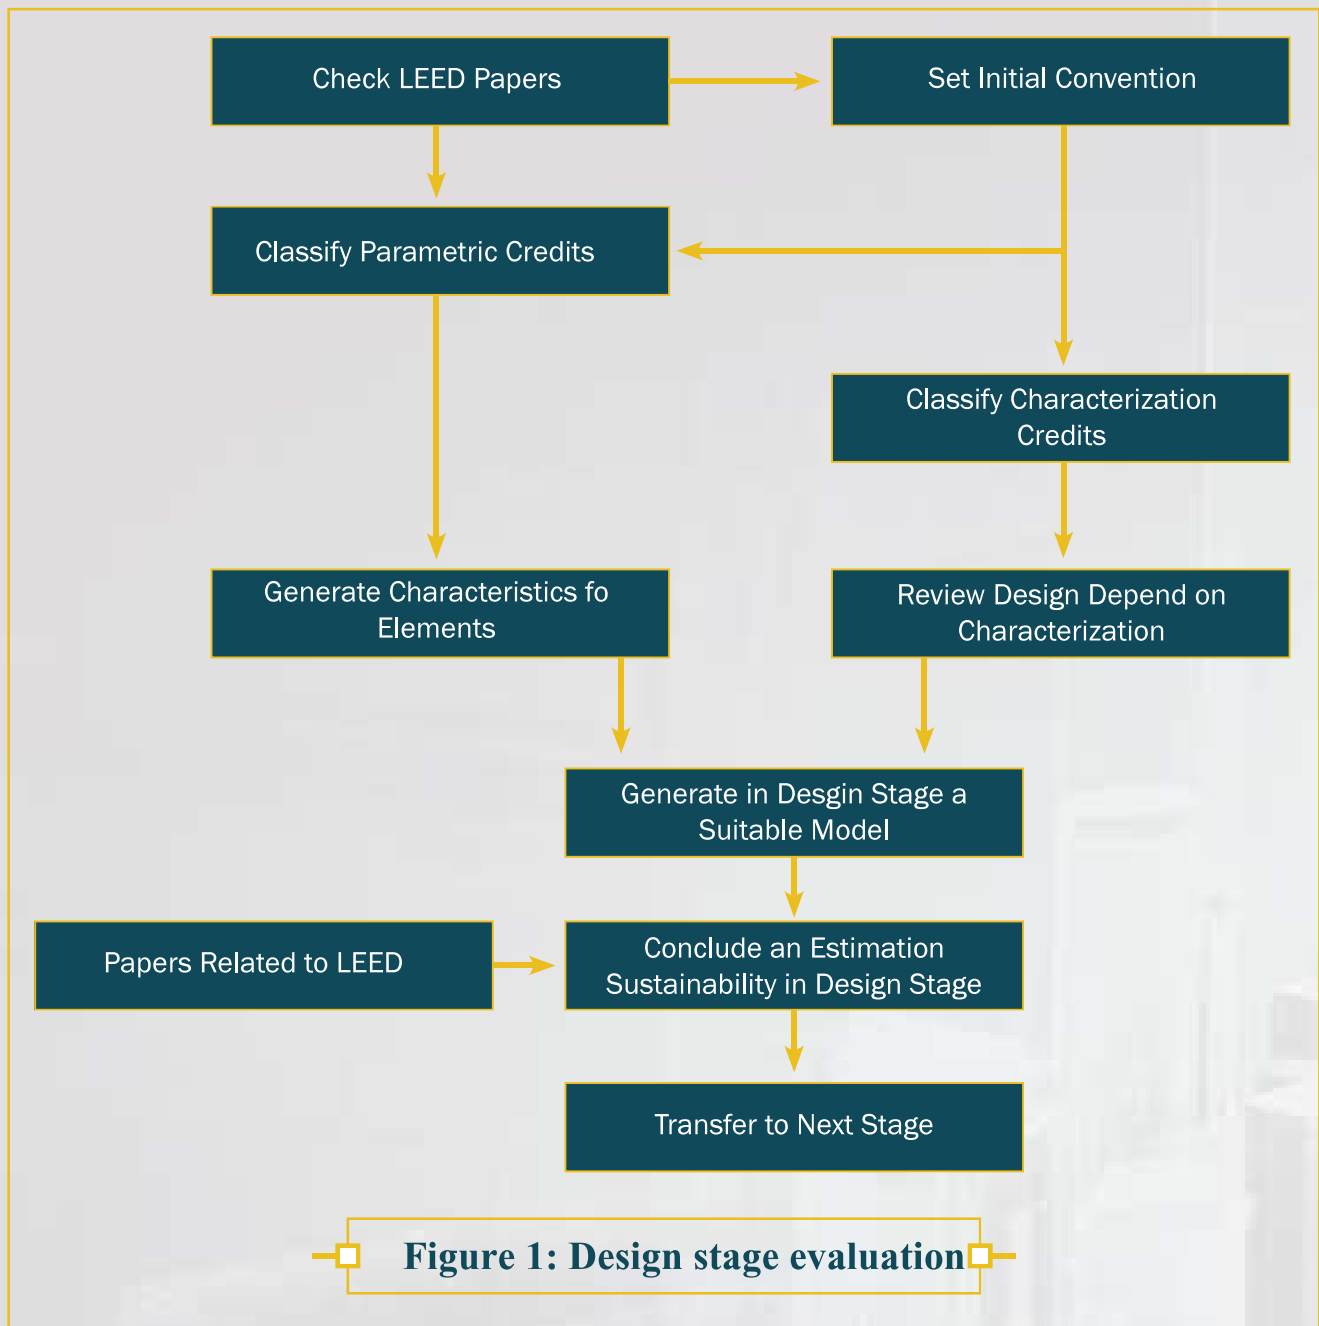 Check LEED Papers
Set Initial Convention
Classify Parametric Credits
Classify Characterization
Credits
Generate Characteristics fo
Elements
Review Design Depend on
Characterization
Generate in Desgin Stage a
Suitable Model
Papers Related to LEED
Conclude an Estimation
Sustainability in Design Stage
Transfer to Next Stage
Figure 1: Design stage evaluation